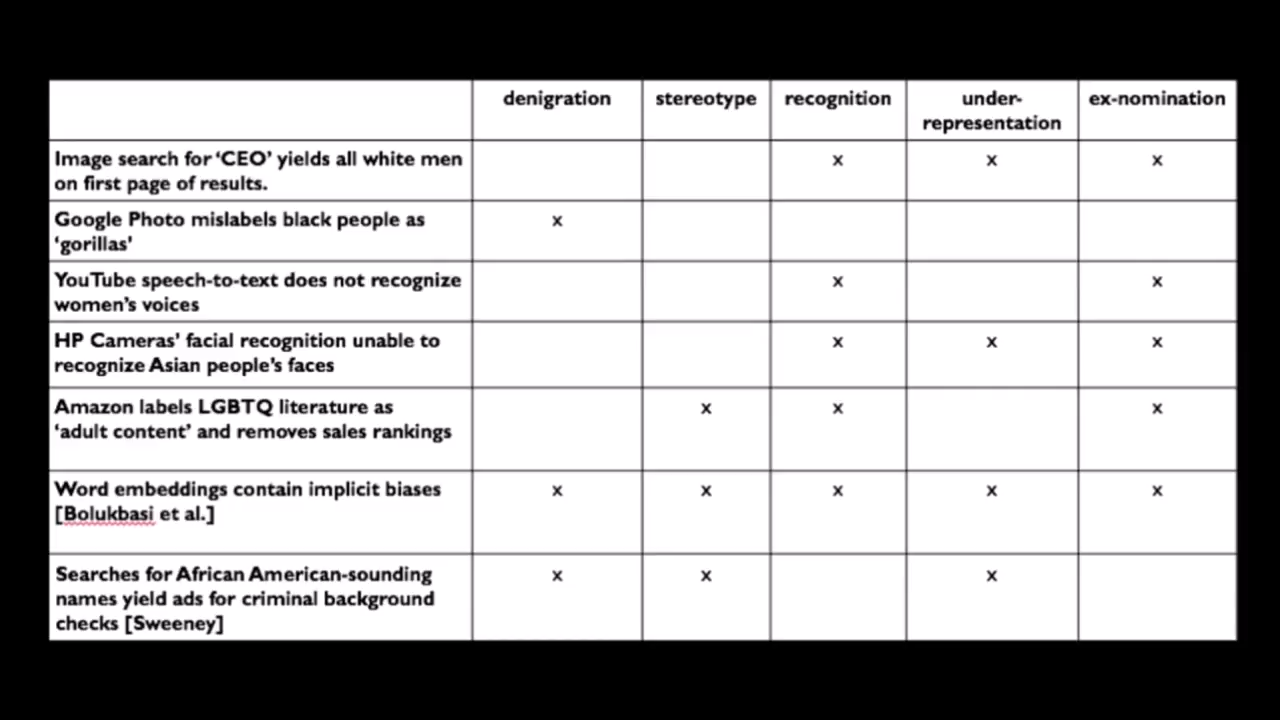 denigration stereotype recognition under-
representation ex-nomination
Image search for ‘CEO’ yields all white men x x x
on first page of results.
Google Photo mislabels black people as x
‘gorillas’
YouTube speech-to-text does not recognize x x
women’s voices
HP Cameras’ facial recognition unable to x x x
recognize Asian people’s faces
Amazon labels LGBTQ literature as x x x
‘adult content’ and removes sales rankings
Word embeddings contain implicit biases x x x x x
[Bolukbasi et al.]
Searches for African American-sounding x x x
names yield ads for criminal background
checks [Sweeney]